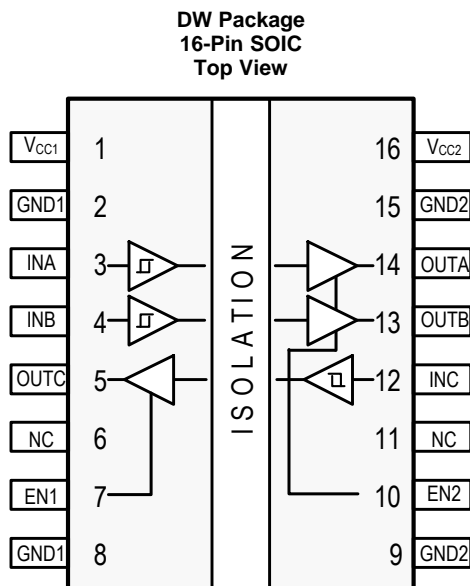 DW Package
16-Pin SOIC
Top View
VCC1 1 16 VCC2
GND1 2 15 GND2
INA 3 14 OUTA
INB 4 13 OUTB
OUTC 5 12 INC
NC 6 11 NC
EN1 7 10 EN2
GND1 8 9 GND2
ISOLATION